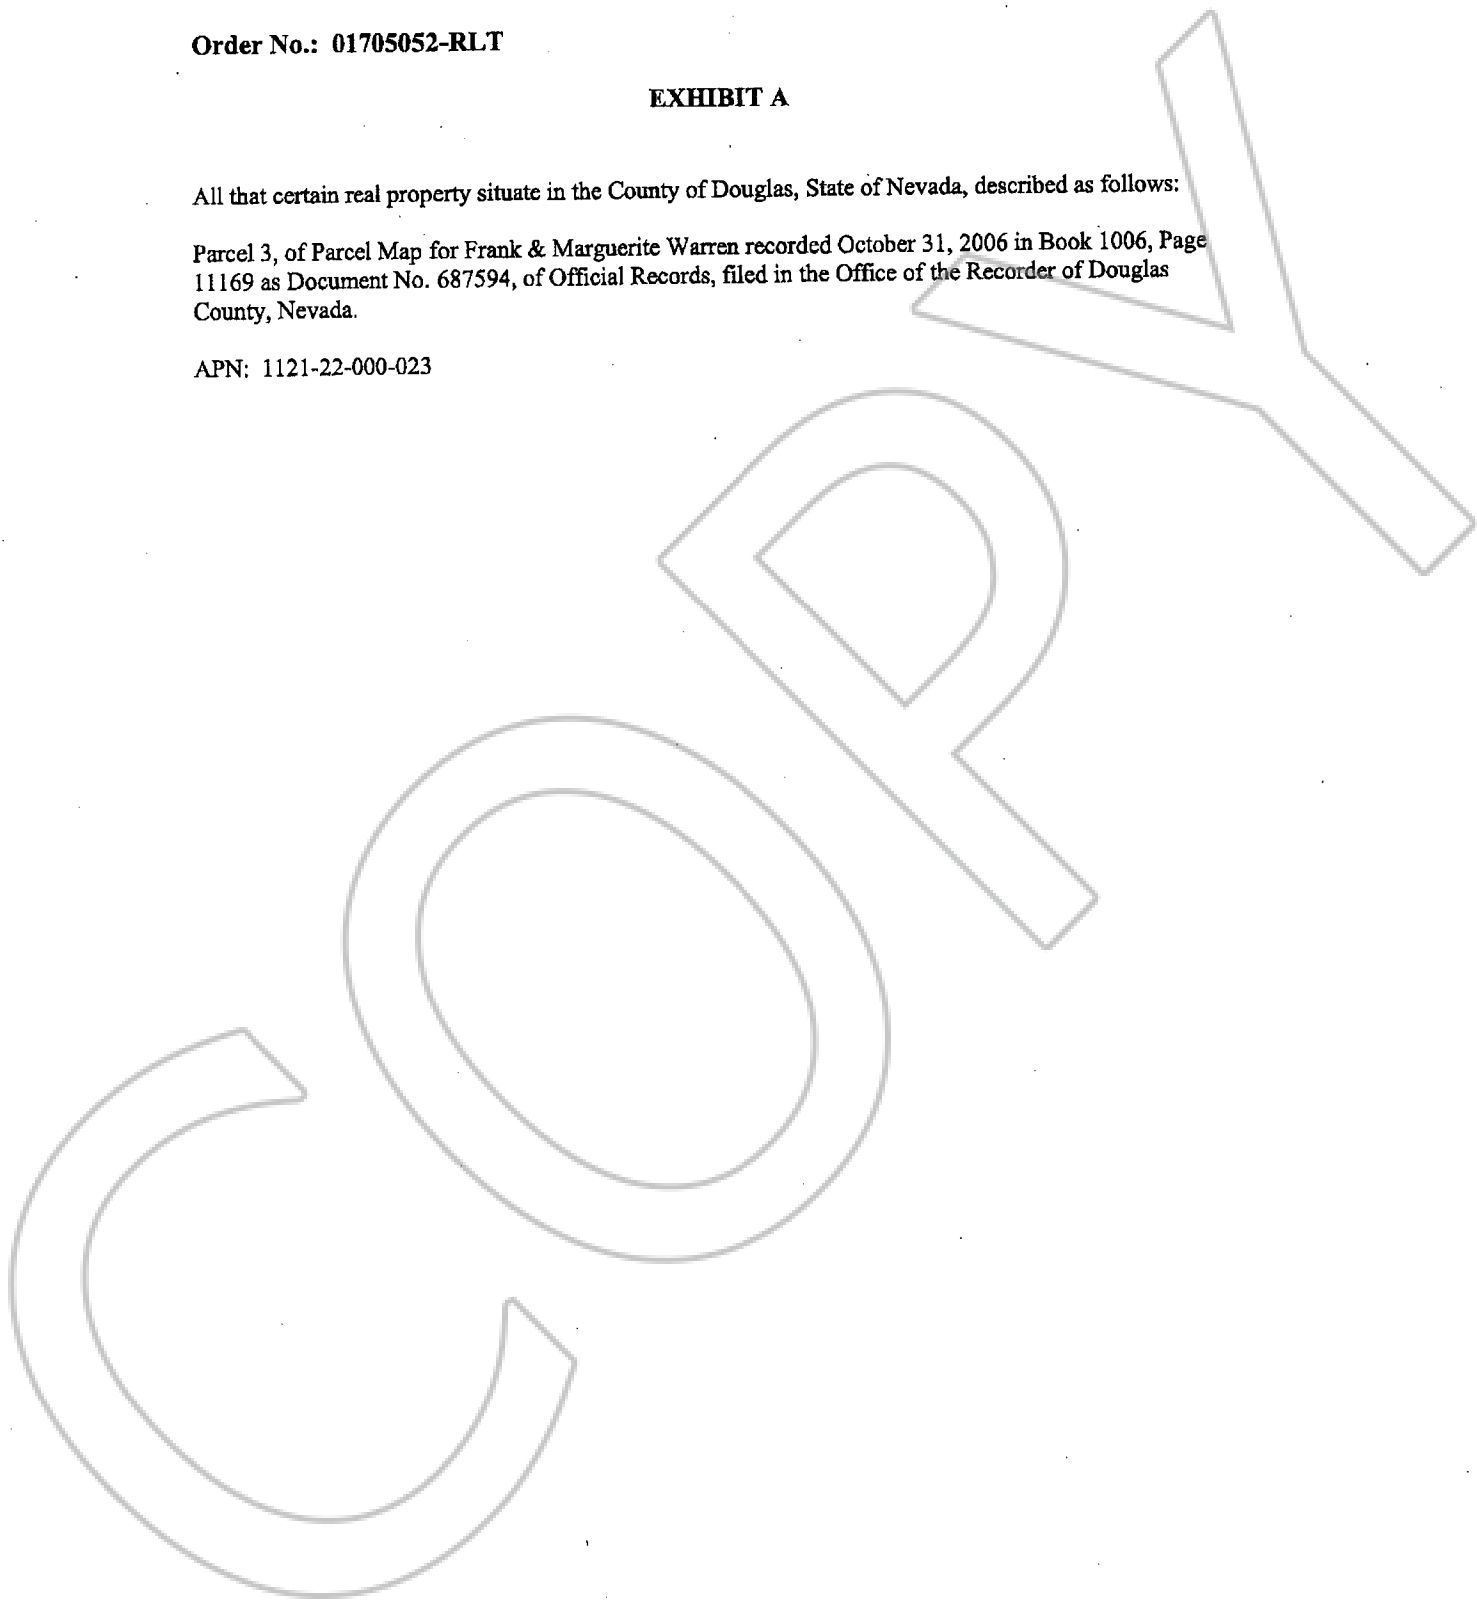 Order No.: 01705052-RLT
EXHIBIT A
All that certain real property situate in the County of Douglas, State of Nevada, described as follows:
Parcel 3, of Parcel Map for Frank & Marguerite Warren recorded October 31, 2006 in Book 1006, Page
11169 as Document No. 687594, of Official Records, filed in the Office of the Recorder of Douglas
County, Nevada.
APN: 1121-22-000-023
COPY